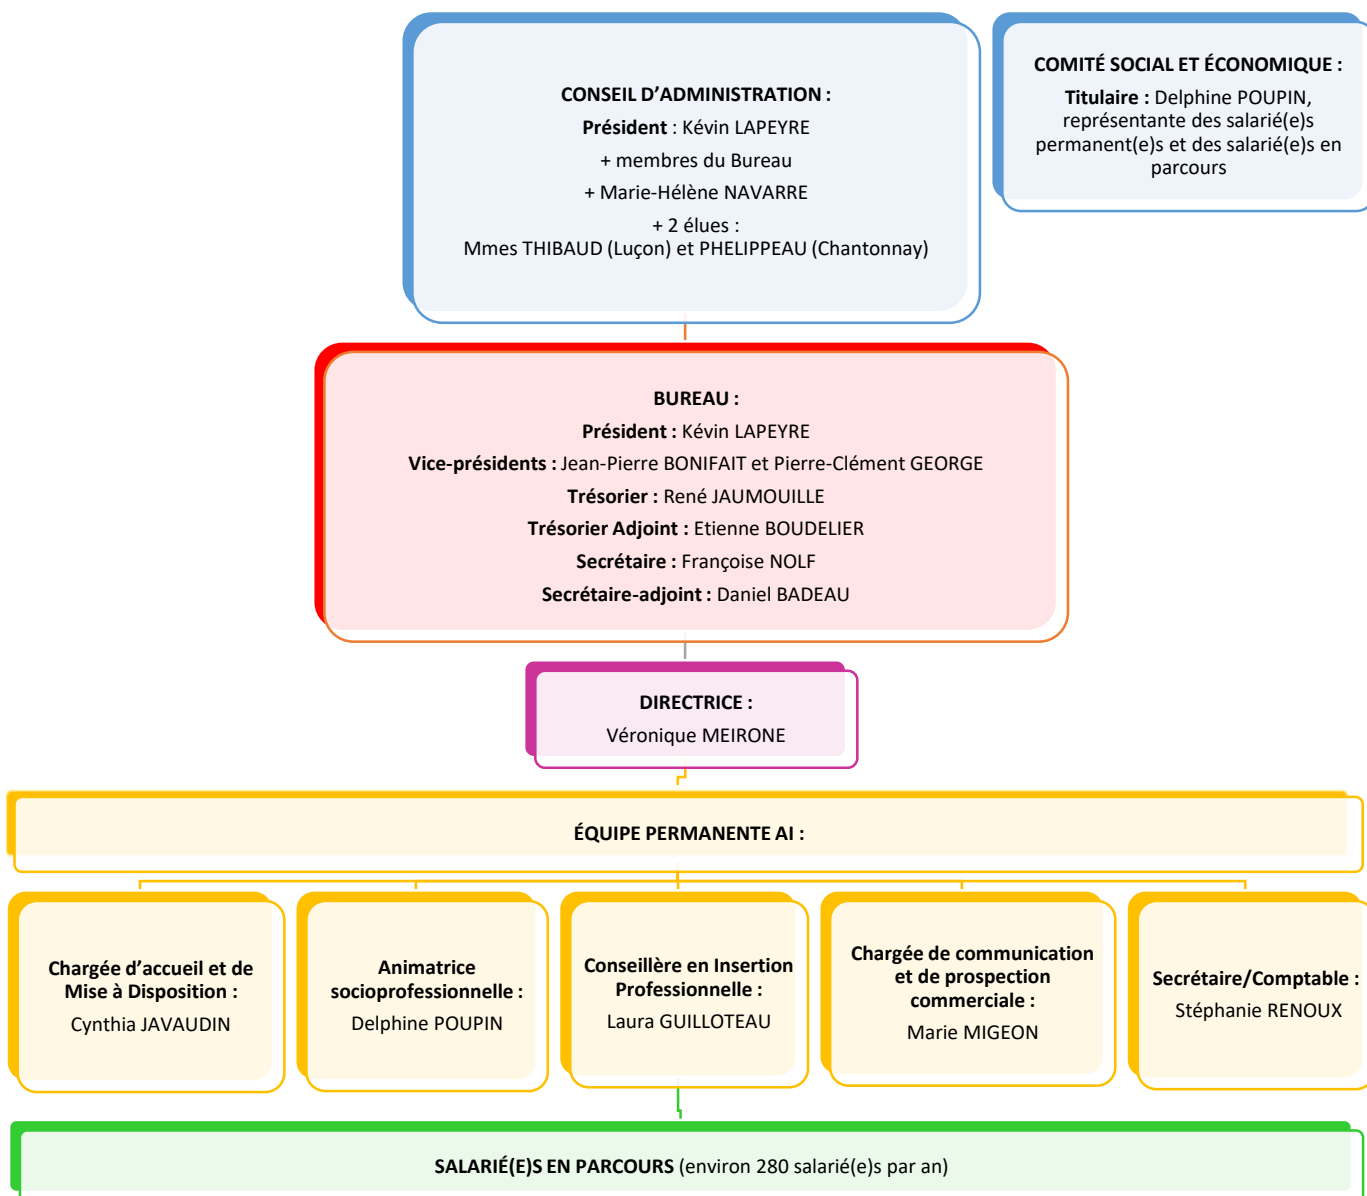 CONSEIL D’ADMINISTRATION :
Président : Kévin LAPEYRE
+ membres du Bureau
+ Marie-Hélène NAVARRE
+ 2 élues :
Mmes THIBAUD (Luçon) et PHELIPPEAU (Chantonnay)
COMITÉ SOCIAL ET ÉCONOMIQUE :
Titulaire : Delphine POUPIN,
représentante des salarié(e)s
permanent(e)s et des salarié(e)s en
parcours
BUREAU :
Président : Kévin LAPEYRE
Vice-présidents : Jean-Pierre BONIFAIT et Pierre-Clément GEORGE
Trésorier : René JAUMOUILLE
Trésorier Adjoint : Etienne BOUDELIER
Secrétaire : Françoise NOLF
Secrétaire-adjoint : Daniel BADEAU
DIRECTRICE :
Véronique MEIRONE
ÉQUIPE PERMANENTE AI :
Chargée d’accueil et de
Mise à Disposition :
Cynthia JAVAUDIN
Animatrice
socioprofessionnelle :
Delphine POUPIN
Conseillère en Insertion
Professionnelle :
Laura GUILLOTEAU
Chargée de communication
et de prospection
commerciale :
Marie MIGEON
Secrétaire/Comptable :
Stéphanie RENOUX
SALARIÉ(E)S EN PARCOURS (environ 280 salarié(e)s par an)